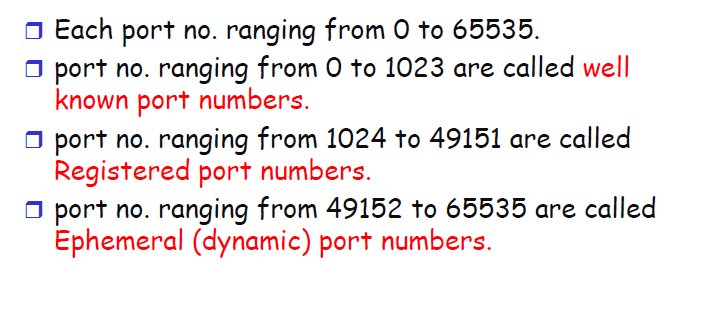 Each port no. ranging from 0 to 65535.
port no. ranging from 0 to 1023 are called well
known port numbers.
port no. ranging from 1024 to 49151 are called
Registered port numbers.
port no. ranging from 49152 to 65535 are called
Ephemeral (dynamic) port numbers.